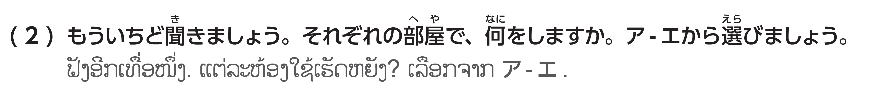 (2) もういちど聞きましょう。それぞれの部屋で、何をしますか。ア-エから選びましょう。
ຟັງອີກເທື່ອໜຶ່ງ. ແຕ່ລະຫ້ອງໃຊ້ເຮັດຫຍັງ? ເລືອກຈາກ ア-エ.